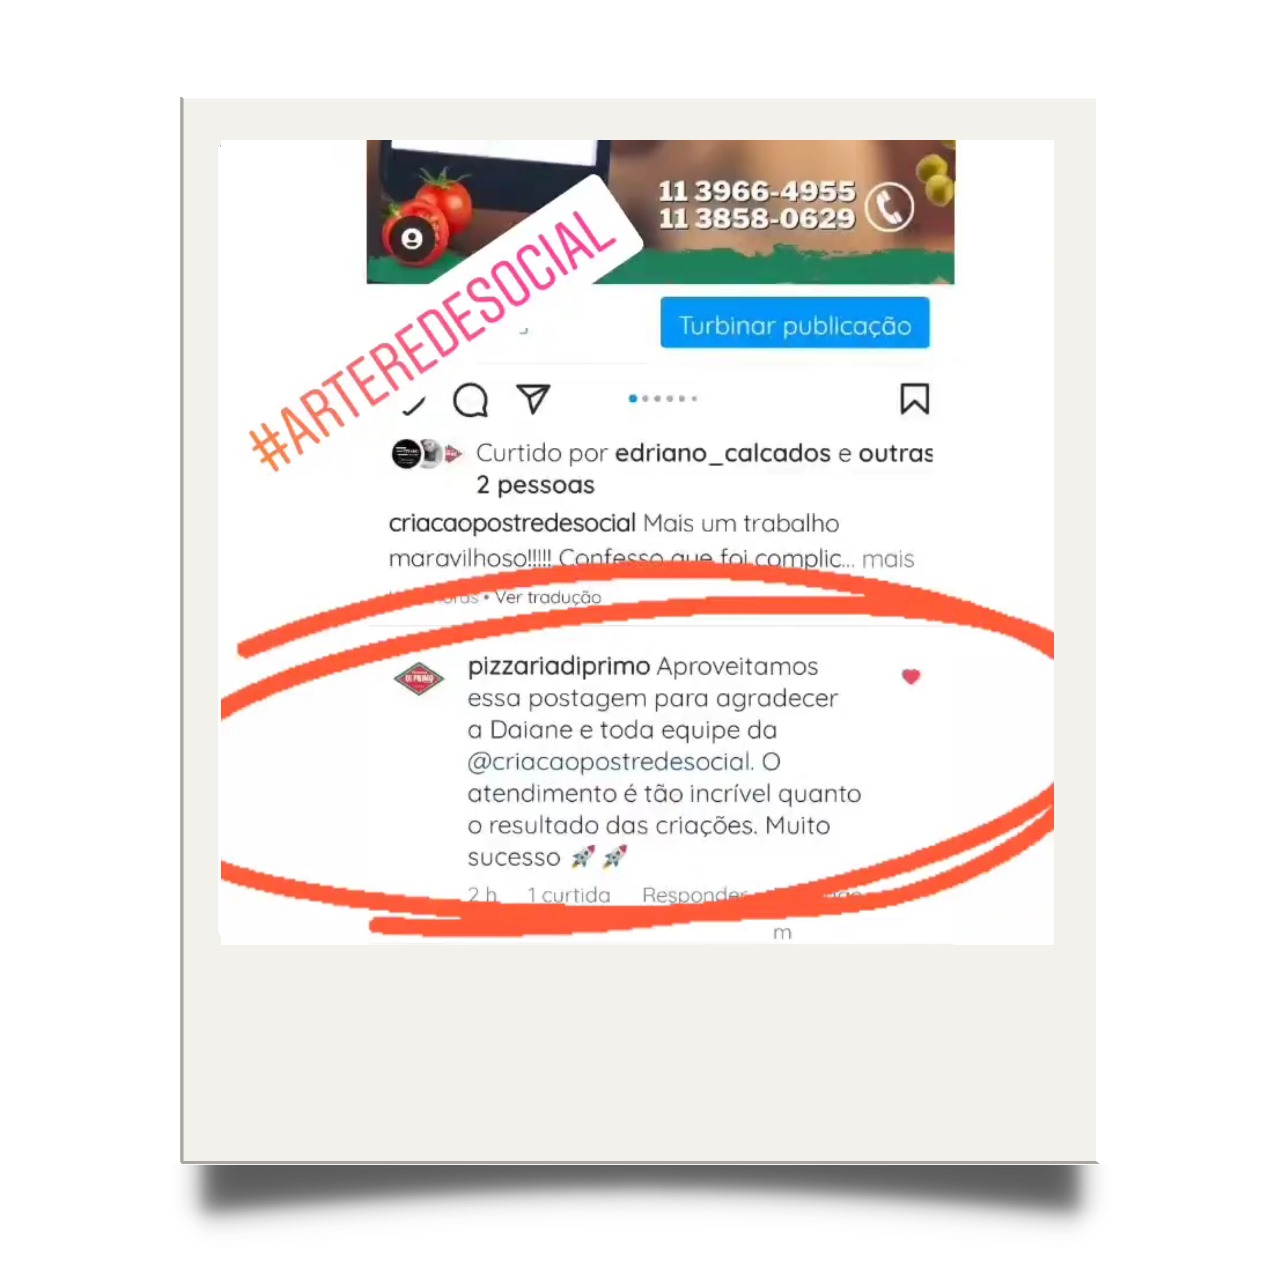 11 3966-4955
11 3858-0629
#ARTEREDESOCIAL
Turbinar publicação
Curtido por edriano_calcados e outras
2 pessoas
criacaopostredesocial Mais um trabalho
maravilhoso!!!!! Confesso que foi complic... mais
• Ver tradução
DI PRIMO
pizzariadiprimo Aproveitamos
essa postagem para agradecer
a Daiane e toda equipe da
@criacaopostredesocial. O
atendimento é tão incrível quanto
o resultado das criações. Muito
sucesso 🚀🚀
2 h 1 curtida Responder
m